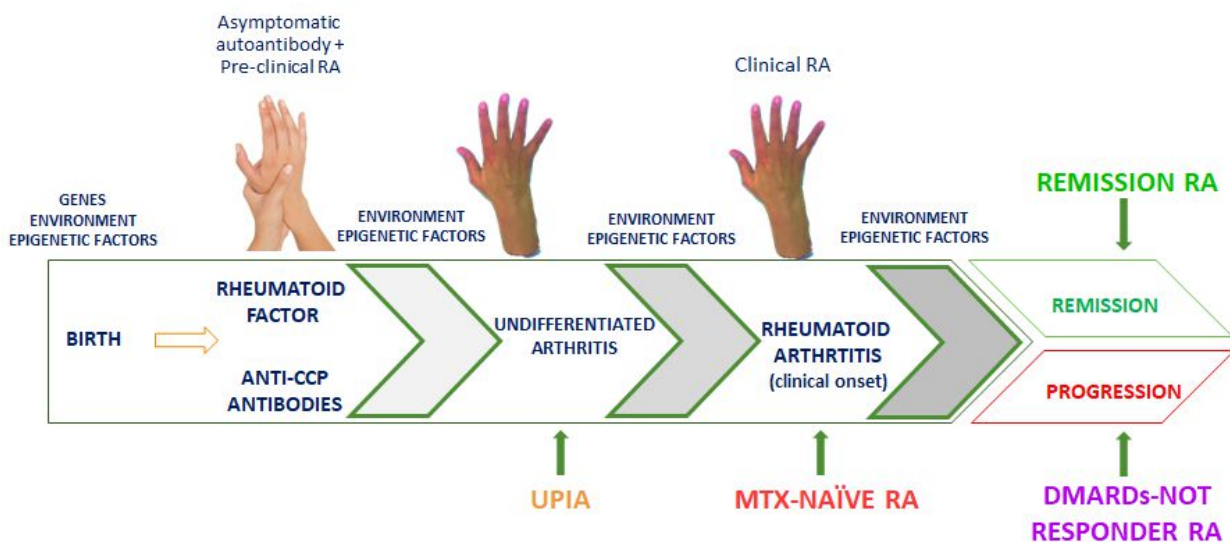 Asymptomatic
autoantibody +
Pre-clinical RA
Clinical RA
REMISSION RA
GENES
ENVIRONMENT
EPIGENETIC FACTORS
ENVIRONMENT
EPIGENETIC FACTORS
ENVIRONMENT
EPIGENETIC FACTORS
ENVIRONMENT
EPIGENETIC FACTORS
BIRTH
RHEUMATOID
FACTOR
ANTI-CCP
ANTIBODIES
UNDIFFERENTIATED
ARTHRITIS
RHEUMATOID
ARTHRTITIS
(clinical onset)
REMISSION
PROGRESSION
UPIA
MTX-NAÏVE RA
DMARDs-NOT
RESPONDER RA